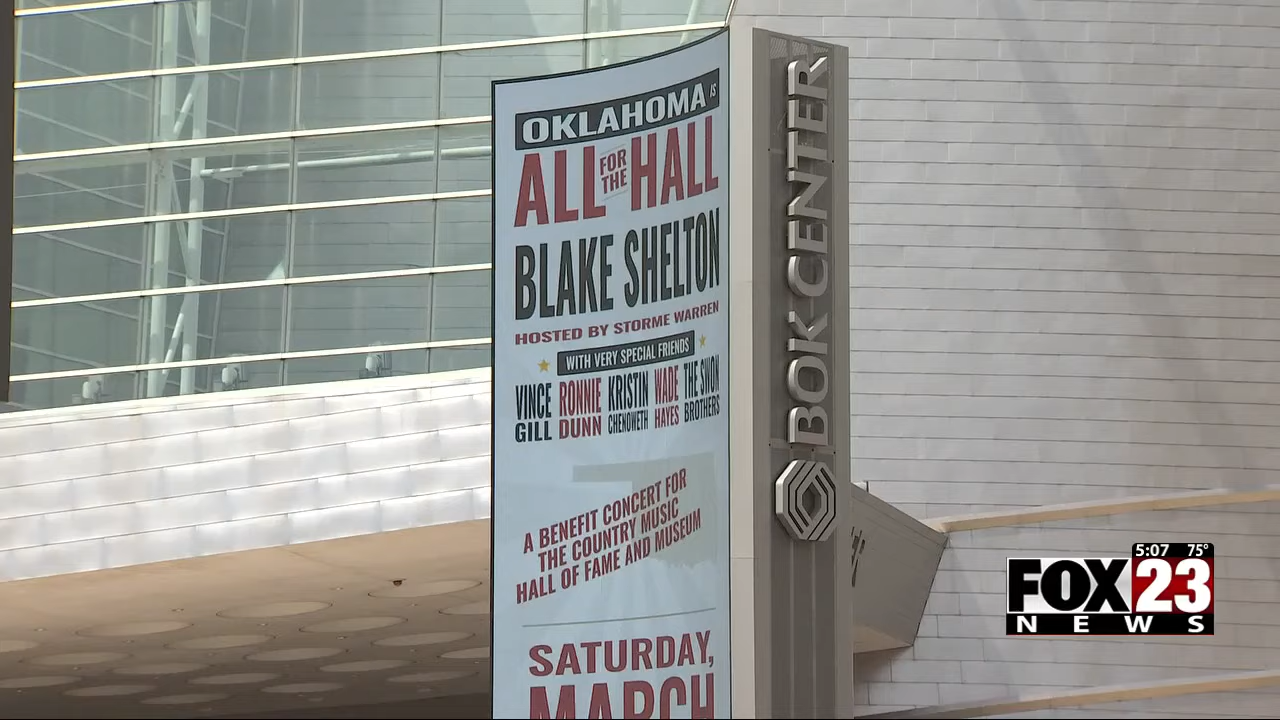 OKLAHOMA IS
ALL FOR THE HALL
BLAKE SHELTON
HOSTED BY STORME WARREN
WITH VERY SPECIAL FRIENDS
VINCE GILL
RONNIE DUNN
KRISTIN CHENOWETH
WADE HAYES
THE SWON BROTHERS
A BENEFIT CONCERT FOR
THE COUNTRY MUSIC
HALL OF FAME AND MUSEUM
SATURDAY,
MARCH
BOK CENTER
5:07 75°
FOX 23
NEWS